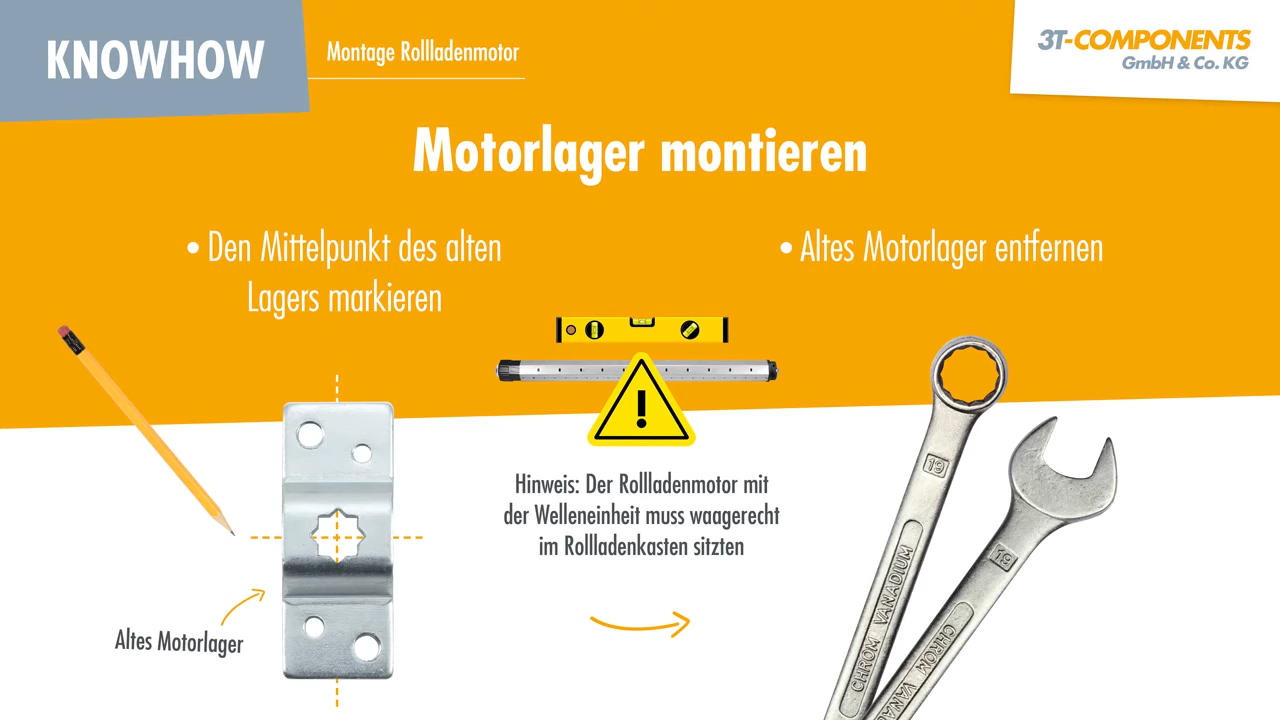 KNOWHOW
Montage Rollladenmotor
3T-COMPONENTS
GmbH & Co. KG
Motorlager montieren
• Den Mittelpunkt des alten
Lagers markieren
• Altes Motorlager entfernen
Hinweis: Der Rollladenmotor mit
der Welleneinheit muss waagerecht
im Rollladenkasten sitzten
Altes Motorlager
19
CHROM VANADIUM
19
CHROM VANA